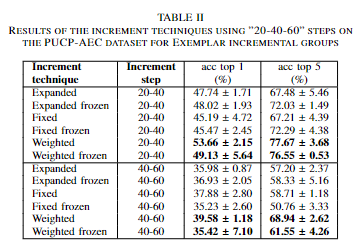 TABLE II
RESULTS OF THE INCREMENT TECHNIQUES USING "20-40-60" STEPS ON
THE PUCP-AEC DATASET FOR EXEMPLAR INCREMENTAL GROUPS
Increment technique Increment step acc top 1 (%) acc top 5 (%)
Expanded 20-40 47.74 ± 1.71 67.48 ± 5.46
Expanded frozen 20-40 48.02 ± 1.93 72.03 ± 1.49
Fixed 20-40 45.19 ± 4.72 67.21 ± 4.39
Fixed frozen 20-40 45.47 ± 2.45 72.29 ± 4.38
Weighted 20-40 53.66 ± 2.15 77.67 ± 3.68
Weighted frozen 20-40 49.13 ± 5.64 76.55 ± 0.53
Expanded 40-60 35.98 ± 0.87 57.20 ± 2.37
Expanded frozen 40-60 36.93 ± 2.05 58.33 ± 5.16
Fixed 40-60 37.88 ± 2.80 58.71 ± 1.18
Fixed frozen 40-60 35.23 ± 2.60 50.76 ± 3.33
Weighted 40-60 39.58 ± 1.18 68.94 ± 2.62
Weighted frozen 40-60 35.42 ± 7.10 61.55 ± 4.26